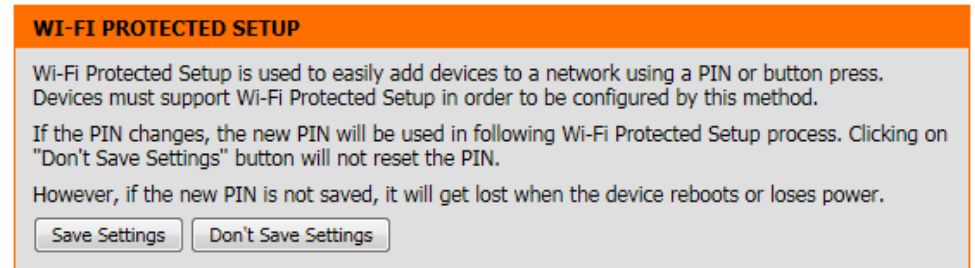 WI-FI PROTECTED SETUP
Wi-Fi Protected Setup is used to easily add devices to a network using a PIN or button press.
Devices must support Wi-Fi Protected Setup in order to be configured by this method.
If the PIN changes, the new PIN will be used in following Wi-Fi Protected Setup process. Clicking on
"Don't Save Settings" button will not reset the PIN.
However, if the new PIN is not saved, it will get lost when the device reboots or loses power.
Save Settings Don't Save Settings